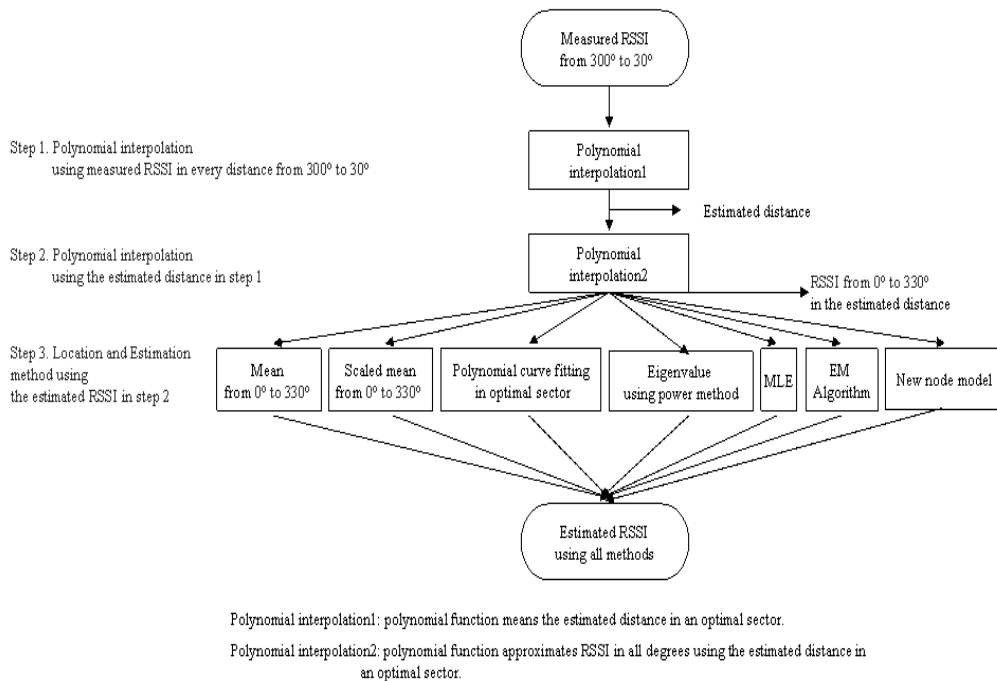 Measured RSSI
from 300º to 30º
Step 1. Polynomial interpolation
using measured RSSI in every distance from 300º to 30º
Polynomial
interpolation1
Estimated distance
Step 2. Polynomial interpolation
using the estimated distance in step 1
Polynomial
interpolation2
RSSI from 0º to 330º
in the estimated distance
Step 3. Location and Estimation
method using
the estimated RSSI in step 2
Mean
from 0º to 330º
Scaled mean
from 0º to 330º
Polynomial curve fitting
in optimal sector
Eigenvalue
using power method
MLE
EM
Algorithm
New node model
Estimated RSSI
using all methods
Polynomial interpolation1: polynomial function means the estimated distance in an optimal sector.
Polynomial interpolation2: polynomial function approximates RSSI in all degrees using the estimated distance in
an optimal sector.